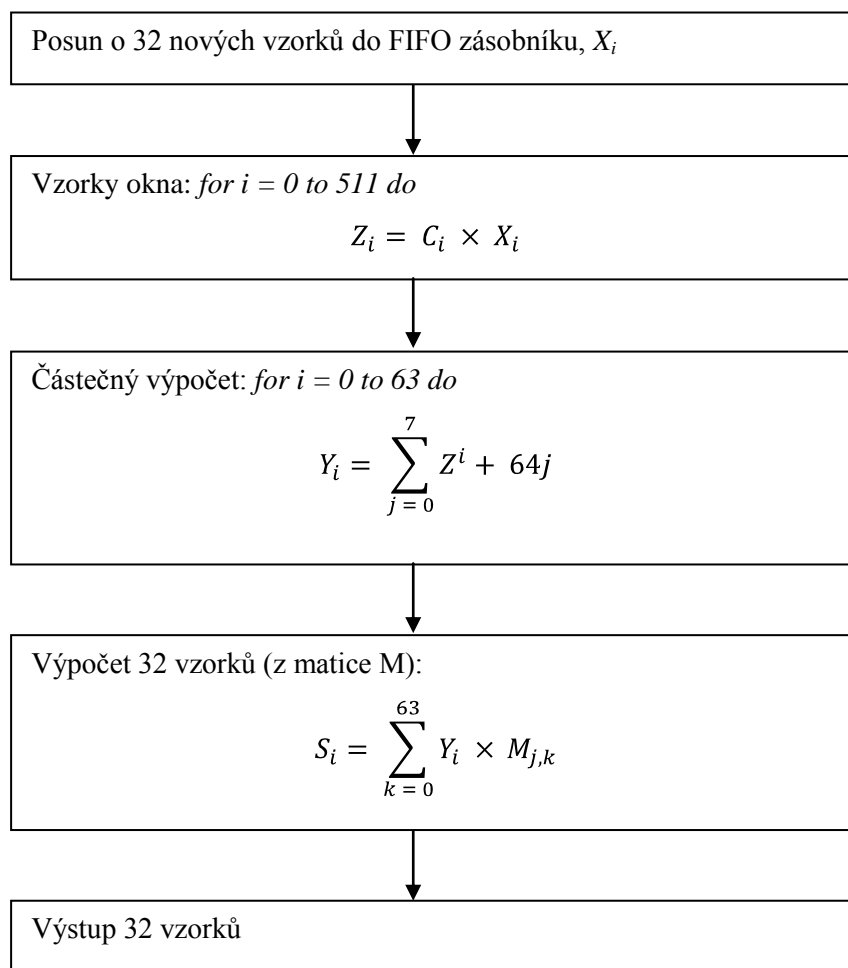 Posun o 32 nových vzorků do FIFO zásobníku, Xᵢ
Vzorky okna: for i = 0 to 511 do
Zᵢ = Cᵢ × Xᵢ
Částečný výpočet: for i = 0 to 63 do
Yᵢ = ∑_{j = 0}^{7} Zⁱ + 64j
Výpočet 32 vzorků (z matice M):
Sᵢ = ∑_{k = 0}^{63} Yᵢ × M_{j,k}
Výstup 32 vzorků